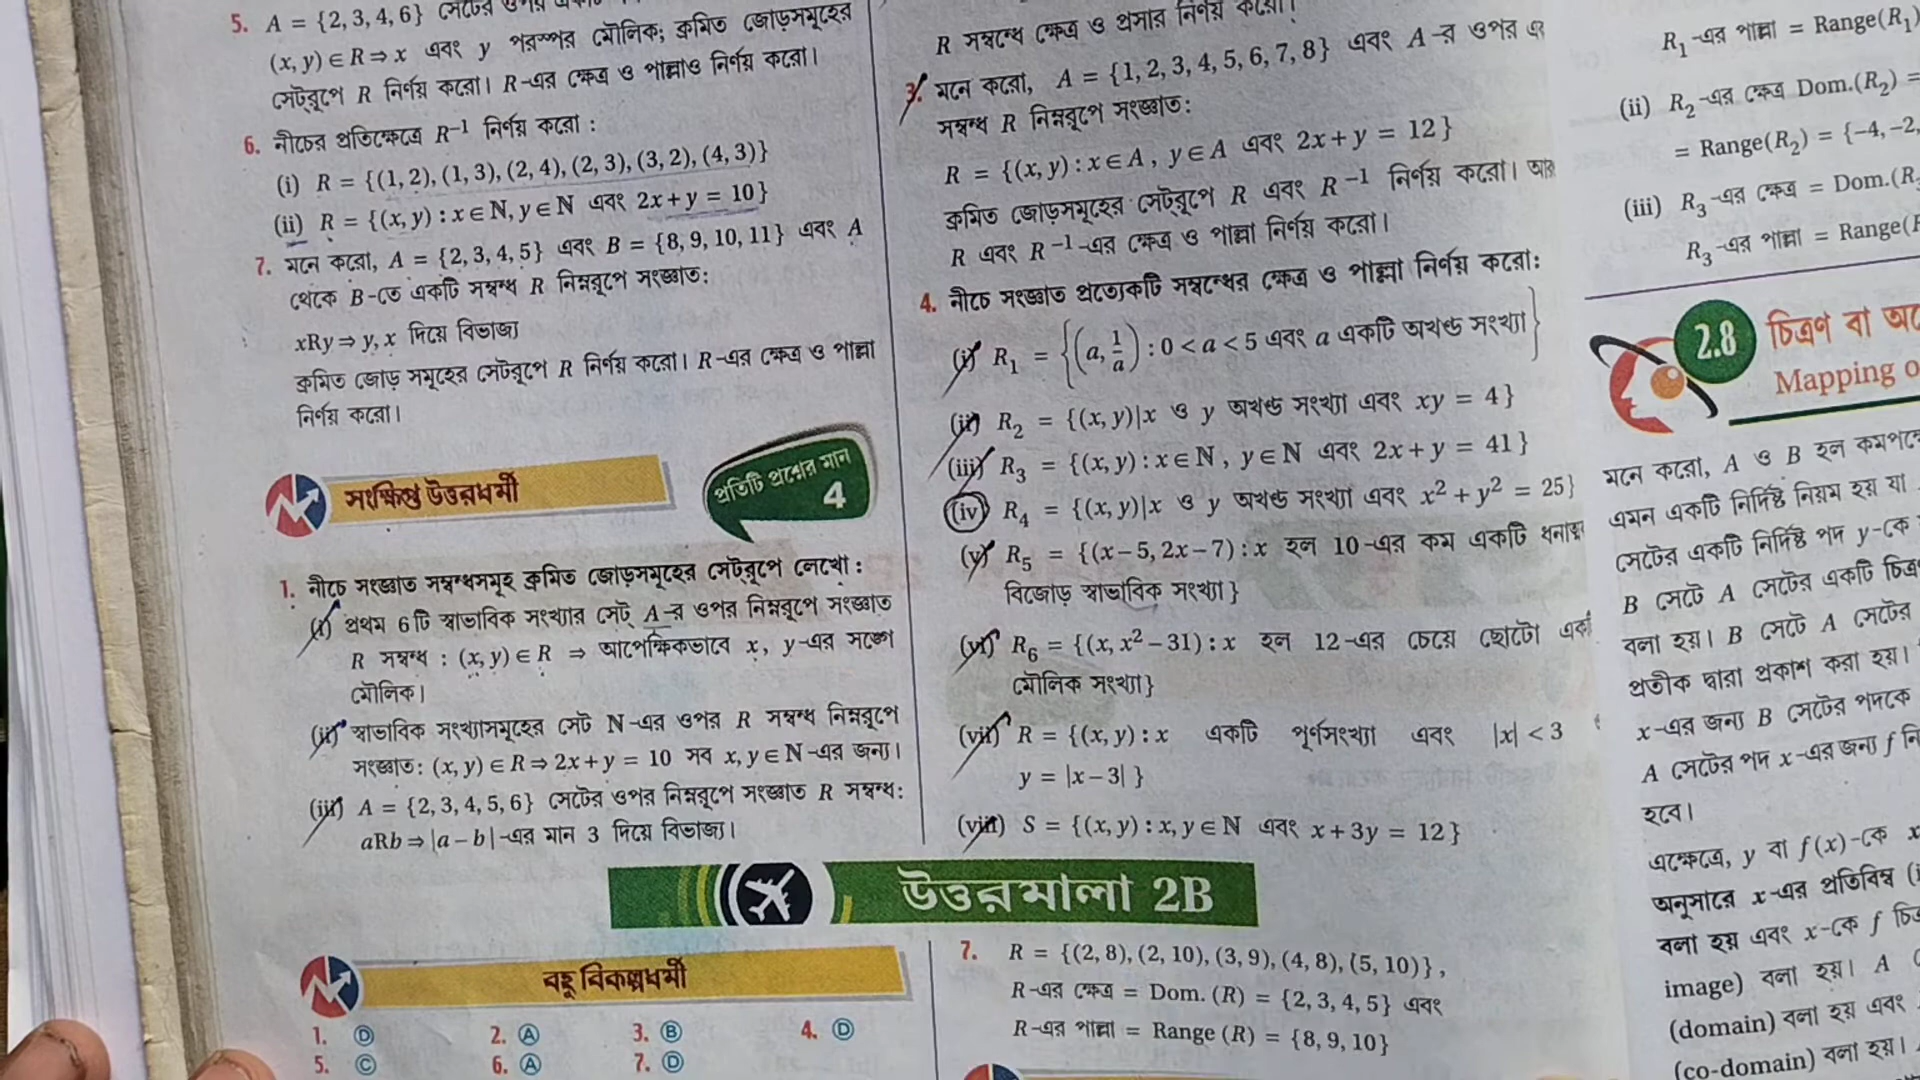 5. A = {2, 3, 4, 6} সেটের ওপর
(x, y) ∈ R ⇒ x এবং y পরস্পর মৌলিক; ক্রমিত জোড়সমূহের
সেট্‌রূপে R নির্ণয় করো। R-এর ক্ষেত্র ও পাল্লাও নির্ণয় করো।
6. নীচের প্রতিক্ষেত্রে R⁻¹ নির্ণয় করো :
(i) R = {(1, 2), (1, 3), (2, 4), (2, 3), (3, 2), (4, 3)}
(ii) R = {(x, y) : x ∈ N, y ∈ N এবং 2x + y = 10}
7. মনে করো, A = {2, 3, 4, 5} এবং B = {8, 9, 10, 11} এবং A
থেকে B-তে একটি সম্বন্ধ R নিম্নরূপে সংজ্ঞাত:
xRy ⇒ y, x দিয়ে বিভাজ্য
ক্রমিত জোড় সমূহের সেটরূপে R নির্ণয় করো। R-এর ক্ষেত্র ও পাল্লা
নির্ণয় করো।
সংক্ষিপ্ত উত্তরধর্মী
প্রতিটি প্রশ্নের মান
4
1. নীচে সংজ্ঞাত সম্বন্ধসমূহ ক্রমিত জোড়সমূহের সেট্‌রূপে লেখো :
(i) প্রথম 6টি স্বাভাবিক সংখ্যার সেট্ A-র ওপর নিম্নরূপে সংজ্ঞাত
R সম্বন্ধ : (x, y) ∈ R ⇒ আপেক্ষিকভাবে x, y-এর সঙ্গে
মৌলিক।
(ii) স্বাভাবিক সংখ্যাসমূহের সেট N-এর ওপর R সম্বন্ধ নিম্নরূপে
সংজ্ঞাত: (x, y) ∈ R ⇒ 2x + y = 10 সব x, y ∈ N-এর জন্য।
(iii) A = {2, 3, 4, 5, 6} সেটের ওপর নিম্নরূপে সংজ্ঞাত R সম্বন্ধ:
aRb ⇒ |a − b|-এর মান 3 দিয়ে বিভাজ্য।
R সম্বন্ধে ক্ষেত্র ও প্রসার নির্ণয় করো।
3. মনে করো, A = {1, 2, 3, 4, 5, 6, 7, 8} এবং A-র ওপর
সম্বন্ধ R নিম্নরূপে সংজ্ঞাত:
R = {(x, y) : x ∈ A, y ∈ A এবং 2x + y = 12}
ক্রমিত জোড়সমূহের সেট্‌রূপে R এবং R⁻¹ নির্ণয় করো।
R এবং R⁻¹-এর ক্ষেত্র ও পাল্লা নির্ণয় করো।
4. নীচে সংজ্ঞাত প্রত্যেকটি সম্বন্ধের ক্ষেত্র ও পাল্লা নির্ণয় করো:
(i) R₁ = {(a, 1/a) : 0 < a < 5 এবং a একটি অখণ্ড সংখ্যা}
(ii) R₂ = {(x, y)|x ও y অখণ্ড সংখ্যা এবং xy = 4}
(iii) R₃ = {(x, y) : x ∈ N, y ∈ N এবং 2x + y = 41}
(iv) R₄ = {(x, y)|x ও y অখণ্ড সংখ্যা এবং x² + y² = 25}
(v) R₅ = {(x − 5, 2x − 7) : x হল 10-এর কম একটি
বিজোড় স্বাভাবিক সংখ্যা}
(vi) R₆ = {(x, x² − 31) : x হল 12-এর চেয়ে ছোটো
মৌলিক সংখ্যা}
(vii) R = {(x, y) : x একটি পূর্ণসংখ্যা এবং |x| < 3
y = |x − 3| }
(viii) S = {(x, y) : x, y ∈ N এবং x + 3y = 12}
উত্তরমালা 2B
বহু বিকল্পধর্মী
1. Ⓓ 2. Ⓐ 3. Ⓑ 4. Ⓓ
5. Ⓒ 6. Ⓐ 7. Ⓓ
7. R = {(2, 8), (2, 10), (3, 9), (4, 8), (5, 10)},
R-এর ক্ষেত্র = Dom. (R) = {2, 3, 4, 5} এবং
R-এর পাল্লা = Range (R) = {8, 9, 10}
R₁-এর পাল্লা = Range(R₁)
(ii) R₂-এর ক্ষেত্র Dom.(R₂) =
= Range(R₂) = {−4, −2,
(iii) R₃-এর ক্ষেত্র = Dom.(R
R₃-এর পাল্লা = Range(
2.8 চিত্রণ বা
Mapping
মনে করো, A ও B হল
এমন একটি নির্দিষ্ট নিয়ম হয় যা
সেটের একটি নির্দিষ্ট পদ y-কে
B সেটে A সেটের একটি
বলা হয়। B সেটে A সেটের
প্রতীক দ্বারা প্রকাশ করা হয়।
x-এর জন্য B সেটের পদকে
A সেটের পদ x-এর জন্য f
হবে।
এক্ষেত্রে, y বা f(x)-কে x
অনুসারে x-এর প্রতিবিম্ব
বলা হয় এবং x-কে f
image) বলা হয়। A
(domain) বলা হয় এবং
(co-domain) বলা হয়।